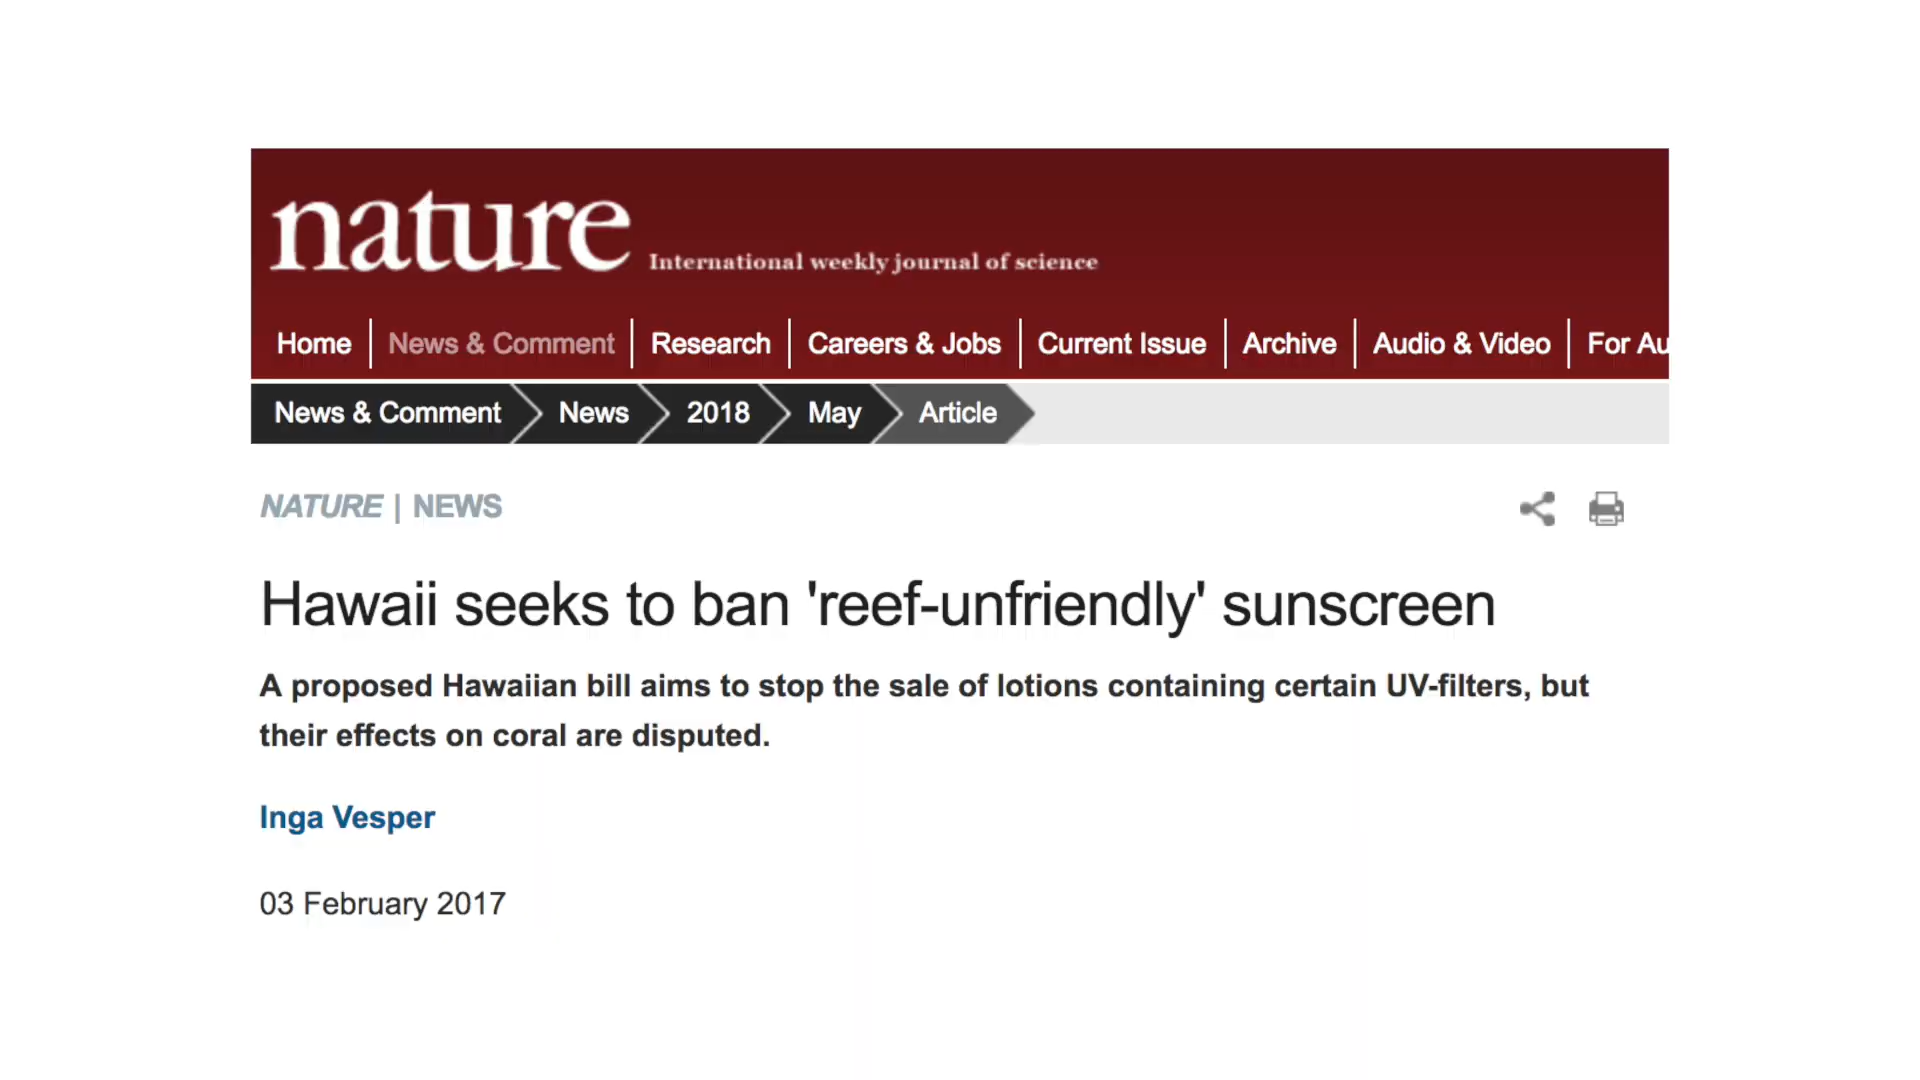 nature International weekly journal of science
Home News & Comment Research Careers & Jobs Current Issue Archive Audio & Video For Au
News & Comment News 2018 May Article
NATURE | NEWS
Hawaii seeks to ban 'reef-unfriendly' sunscreen
A proposed Hawaiian bill aims to stop the sale of lotions containing certain UV-filters, but
their effects on coral are disputed.
Inga Vesper
03 February 2017